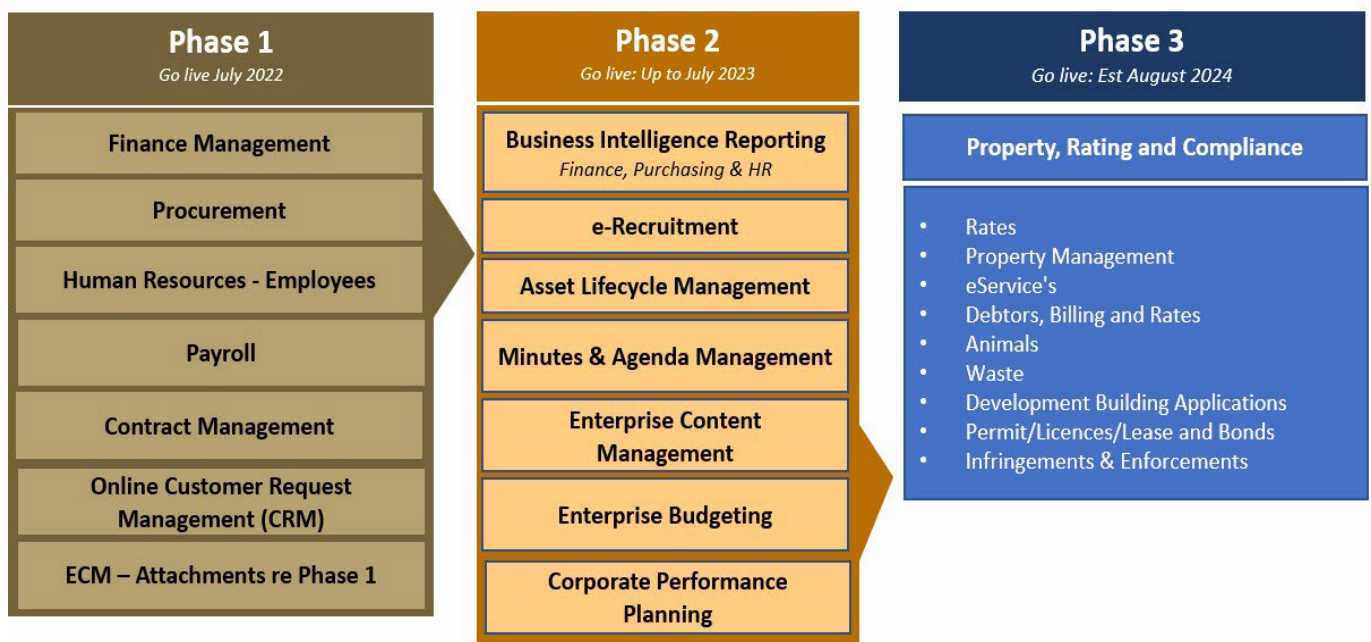 Phase 1
Go live July 2022
Finance Management
Procurement
Human Resources - Employees
Payroll
Contract Management
Online Customer Request
Management (CRM)
ECM – Attachments re Phase 1
Phase 2
Go live: Up to July 2023
Business Intelligence Reporting
Finance, Purchasing & HR
e-Recruitment
Asset Lifecycle Management
Minutes & Agenda Management
Enterprise Content
Management
Enterprise Budgeting
Corporate Performance
Planning
Phase 3
Go live: Est August 2024
Property, Rating and Compliance
• Rates
• Property Management
• eService's
• Debtors, Billing and Rates
• Animals
• Waste
• Development Building Applications
• Permit/Licences/Lease and Bonds
• Infringements & Enforcements